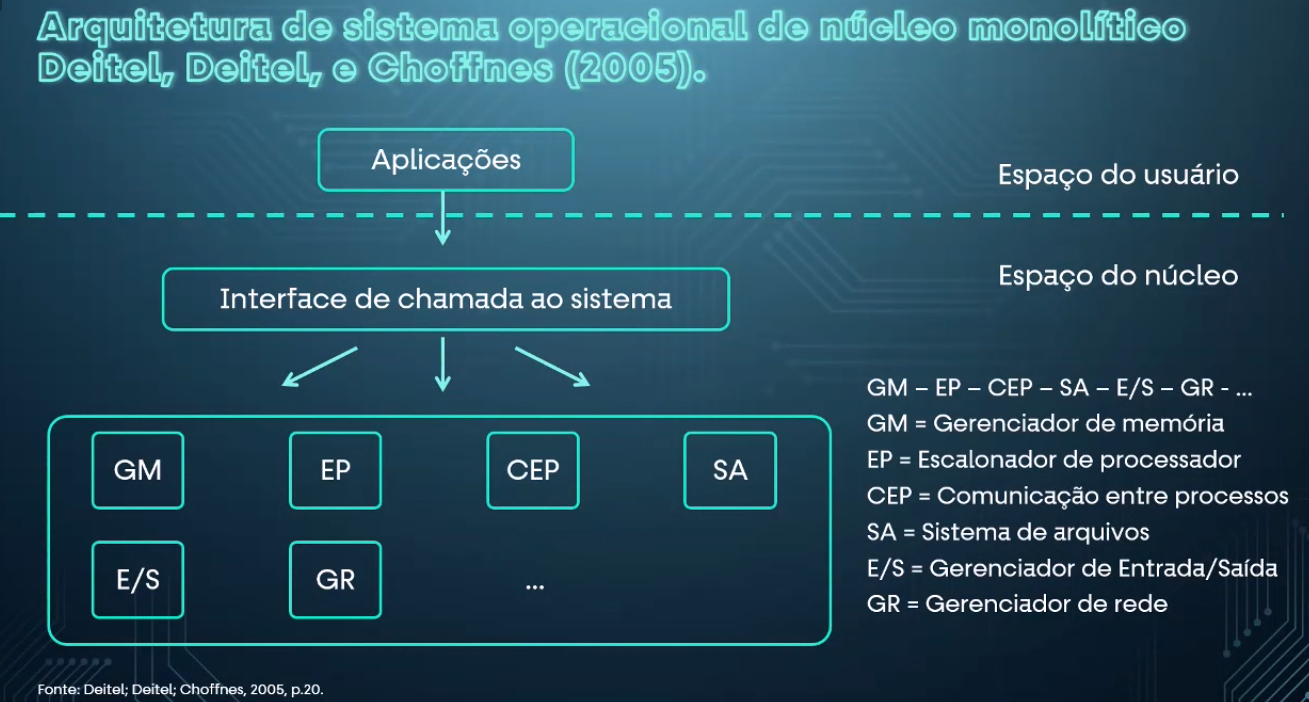 Arquitetura de sistema operacional de núcleo monolítico
Deitel, Deitel, e Choffnes (2005).
Aplicações
Espaço do usuário
Interface de chamada ao sistema
Espaço do núcleo
GM
EP
CEP
SA
E/S
GR
...
GM – EP – CEP – SA – E/S – GR - ...
GM = Gerenciador de memória
EP = Escalonador de processador
CEP = Comunicação entre processos
SA = Sistema de arquivos
E/S = Gerenciador de Entrada/Saída
GR = Gerenciador de rede
Fonte: Deitel; Deitel; Choffnes, 2005, p.20.